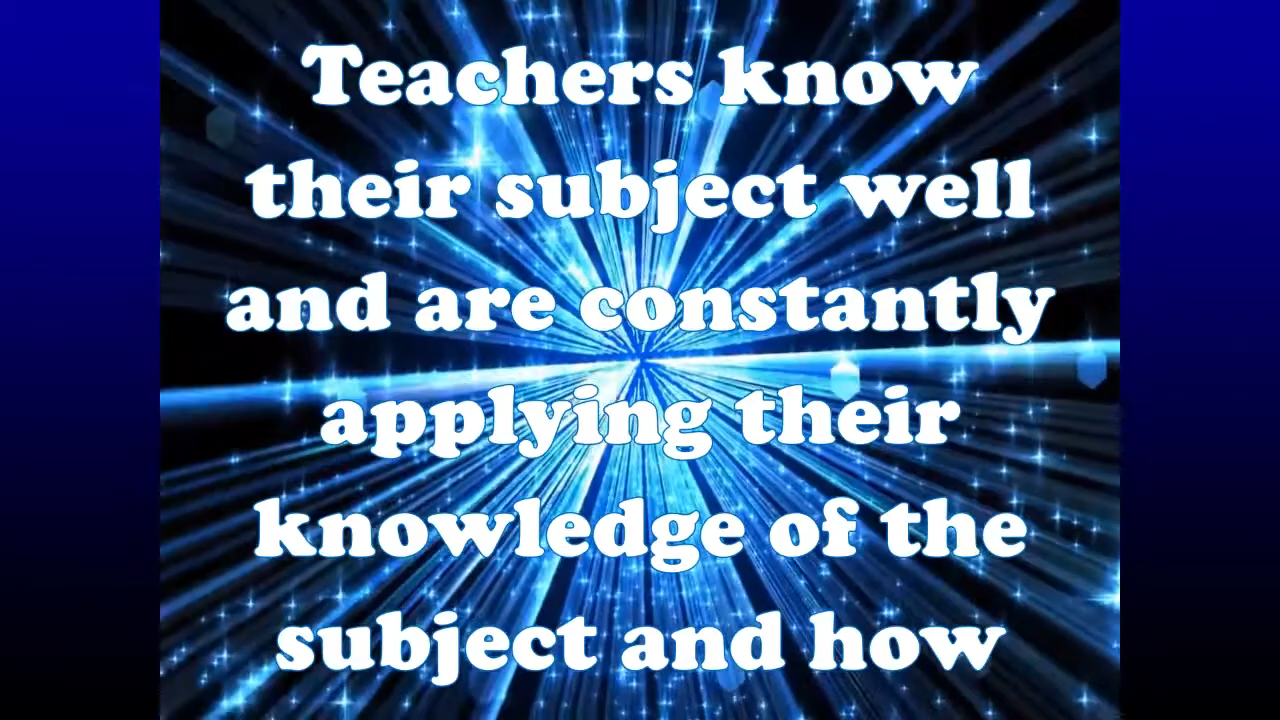 Teachers know
their subject well
and are constantly
applying their
knowledge of the
subject and how